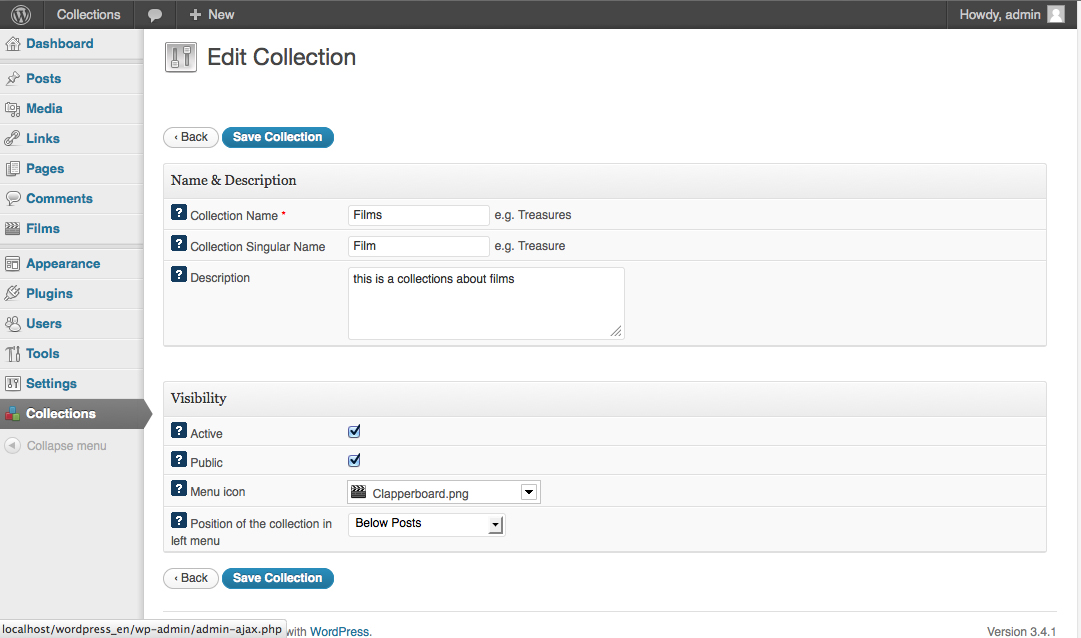 Collections
New
Howdy, admin
Dashboard
Posts
Media
Links
Pages
Comments
Films
Appearance
Plugins
Users
Tools
Settings
Collections
Collapse menu
Edit Collection
‹ Back
Save Collection
Name & Description
? Collection Name * Films e.g. Treasures
? Collection Singular Name Film e.g. Treasure
? Description this is a collections about films
Visibility
? Active
? Public
? Menu icon Clapperboard.png
? Position of the collection in Below Posts
left menu
‹ Back
Save Collection
localhost/wordpress_en/wp-admin/admin-ajax.php
with WordPress.
Version 3.4.1